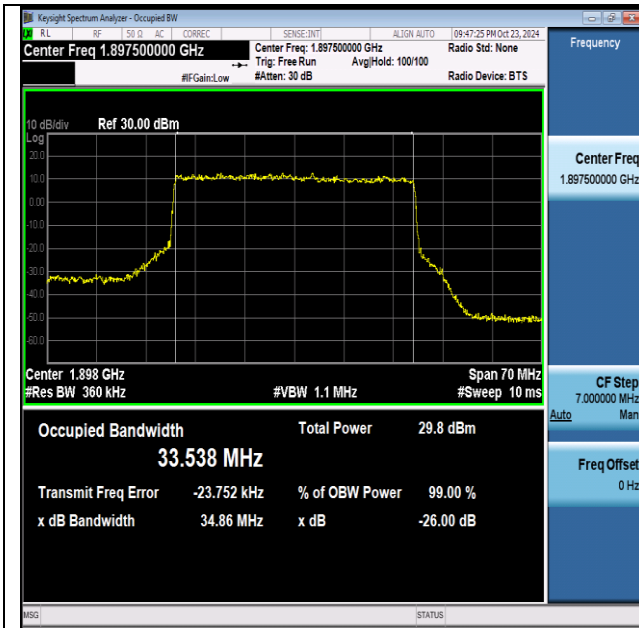 Keysight Spectrum Analyzer - Occupied BW
RL RF 50 Ω AC CORREC SENSE:INT ALIGN AUTO 09:47:25 PM Oct 23, 2024
Center Freq 1.897500000 GHz
Center Freq: 1.897500000 GHz
Radio Std: None
Trig: Free Run Avg|Hold: 100/100
#IFGain:Low
#Atten: 30 dB
Radio Device: BTS
Frequency
10 dB/div Ref 30.00 dBm
Log
20.0
10.0
0.00
-10.0
-20.0
-30.0
-40.0
-50.0
-60.0
Center 1.898 GHz Span 70 MHz
#Res BW 360 kHz #VBW 1.1 MHz #Sweep 10 ms
Center Freq
1.897500000 GHz
CF Step
7.000000 MHz
Auto Man
Freq Offset
0 Hz
Occupied Bandwidth Total Power 29.8 dBm
33.538 MHz
Transmit Freq Error -23.752 kHz % of OBW Power 99.00 %
x dB Bandwidth 34.86 MHz x dB -26.00 dB
MSG STATUS